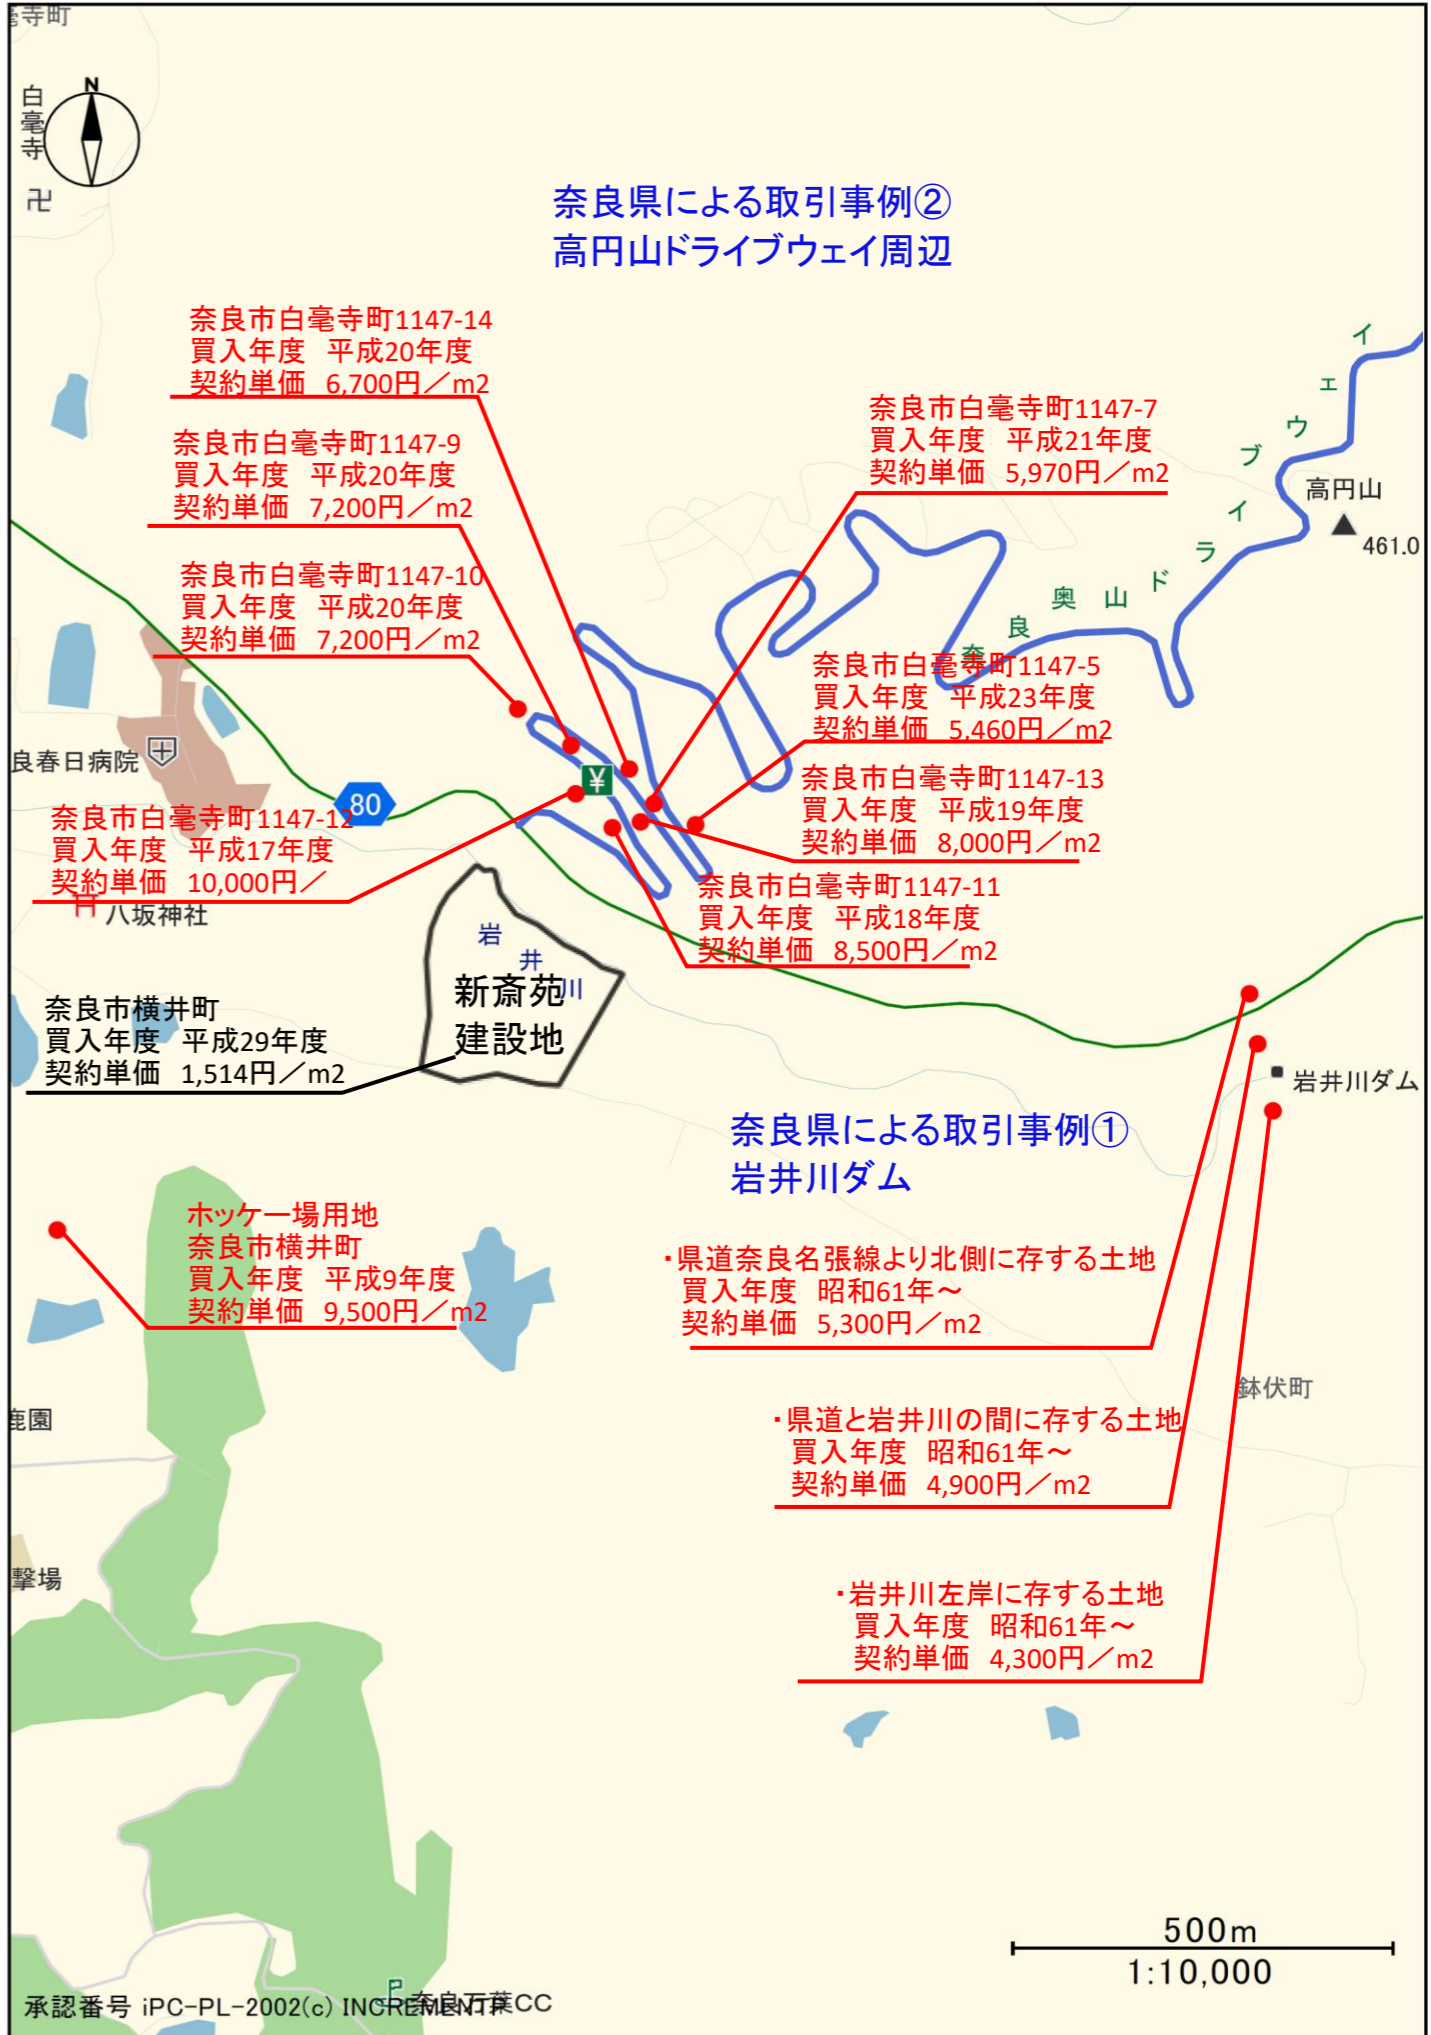 毫寺町
白毫寺
N
奈良県による取引事例②
高円山ドライブウェイ周辺
奈良市白毫寺町1147-14
買入年度 平成20年度
契約単価 6,700円／m2
奈良市白毫寺町1147-7
買入年度 平成21年度
契約単価 5,970円／m2
奈良市白毫寺町1147-9
買入年度 平成20年度
契約単価 7,200円／m2
高円山
461.0
奈良奥山ドライブウェイ
奈良市白毫寺町1147-10
買入年度 平成20年度
契約単価 7,200円／m2
奈良市白毫寺町1147-5
買入年度 平成23年度
契約単価 5,460円／m2
良春日病院
¥
80
奈良市白毫寺町1147-13
買入年度 平成19年度
契約単価 8,000円／m2
奈良市白毫寺町1147-12
買入年度 平成17年度
契約単価 10,000円／
八坂神社
奈良市白毫寺町1147-11
買入年度 平成18年度
契約単価 8,500円／m2
岩井川
新斎苑
建設地
奈良市横井町
買入年度 平成29年度
契約単価 1,514円／m2
岩井川ダム
奈良県による取引事例①
岩井川ダム
ホッケー場用地
奈良市横井町
買入年度 平成9年度
契約単価 9,500円／m2
・県道奈良名張線より北側に存する土地
買入年度 昭和61年～
契約単価 5,300円／m2
鉢伏町
鹿園
・県道と岩井川の間に存する土地
買入年度 昭和61年～
契約単価 4,900円／m2
撃場
・岩井川左岸に存する土地
買入年度 昭和61年～
契約単価 4,300円／m2
500m
1:10,000
奈良万葉CC
承認番号 iPC-PL-2002(c) INCREMENTP